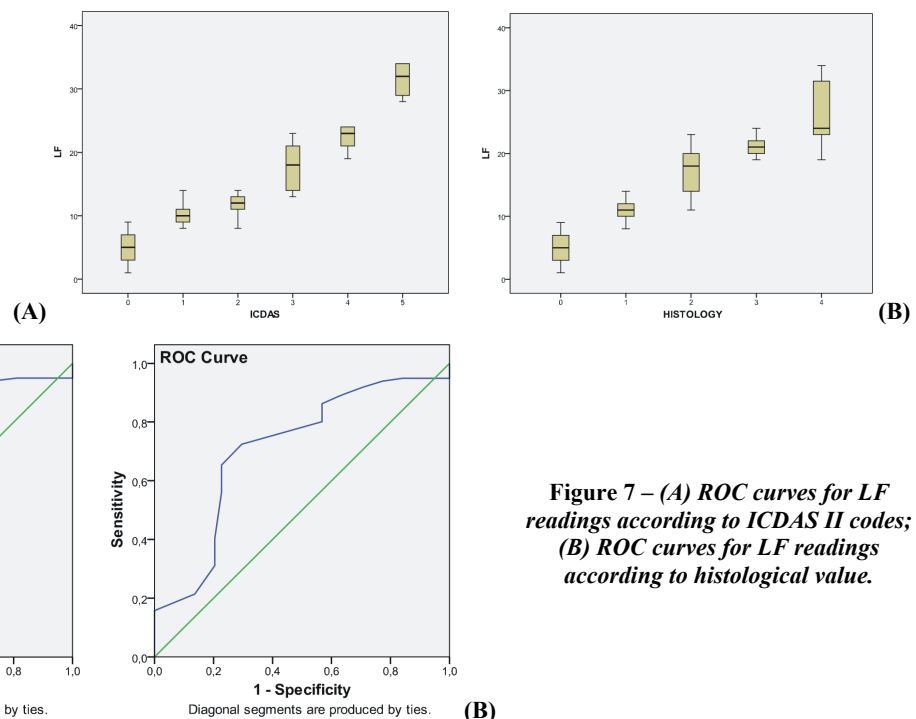 40
30
20
10
0
LF
0 1 2 3 4 5
ICDAS
(A)
40
30
20
10
0
LF
0 1 2 3 4
HISTOLOGY
(B)
0,8 1,0
by ties.
ROC Curve
1,0
0,8
0,6
0,4
0,2
0,0
Sensitivity
0,0 0,2 0,4 0,6 0,8 1,0
1 - Specificity
Diagonal segments are produced by ties.
(B)
Figure 7 – (A) ROC curves for LF
readings according to ICDAS II codes;
(B) ROC curves for LF readings
according to histological value.